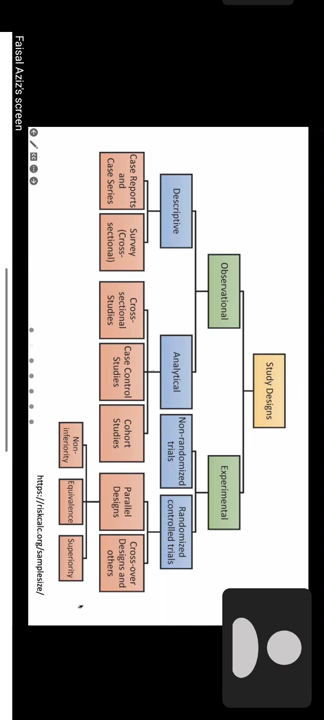 Faisal Aziz's screen
Study Designs
Observational
Experimental
Descriptive
Analytical
Non-randomized
trials
Randomized
controlled trials
Case Reports
and
Case Series
Survey
(Cross-
sectional)
Cross-
sectional
Studies
Case Control
Studies
Cohort
Studies
Parallel
Designs
Cross-over
Designs and
others
Non-
inferiority
Equivalence
Superiority
https://riskcalc.org/samplesize/